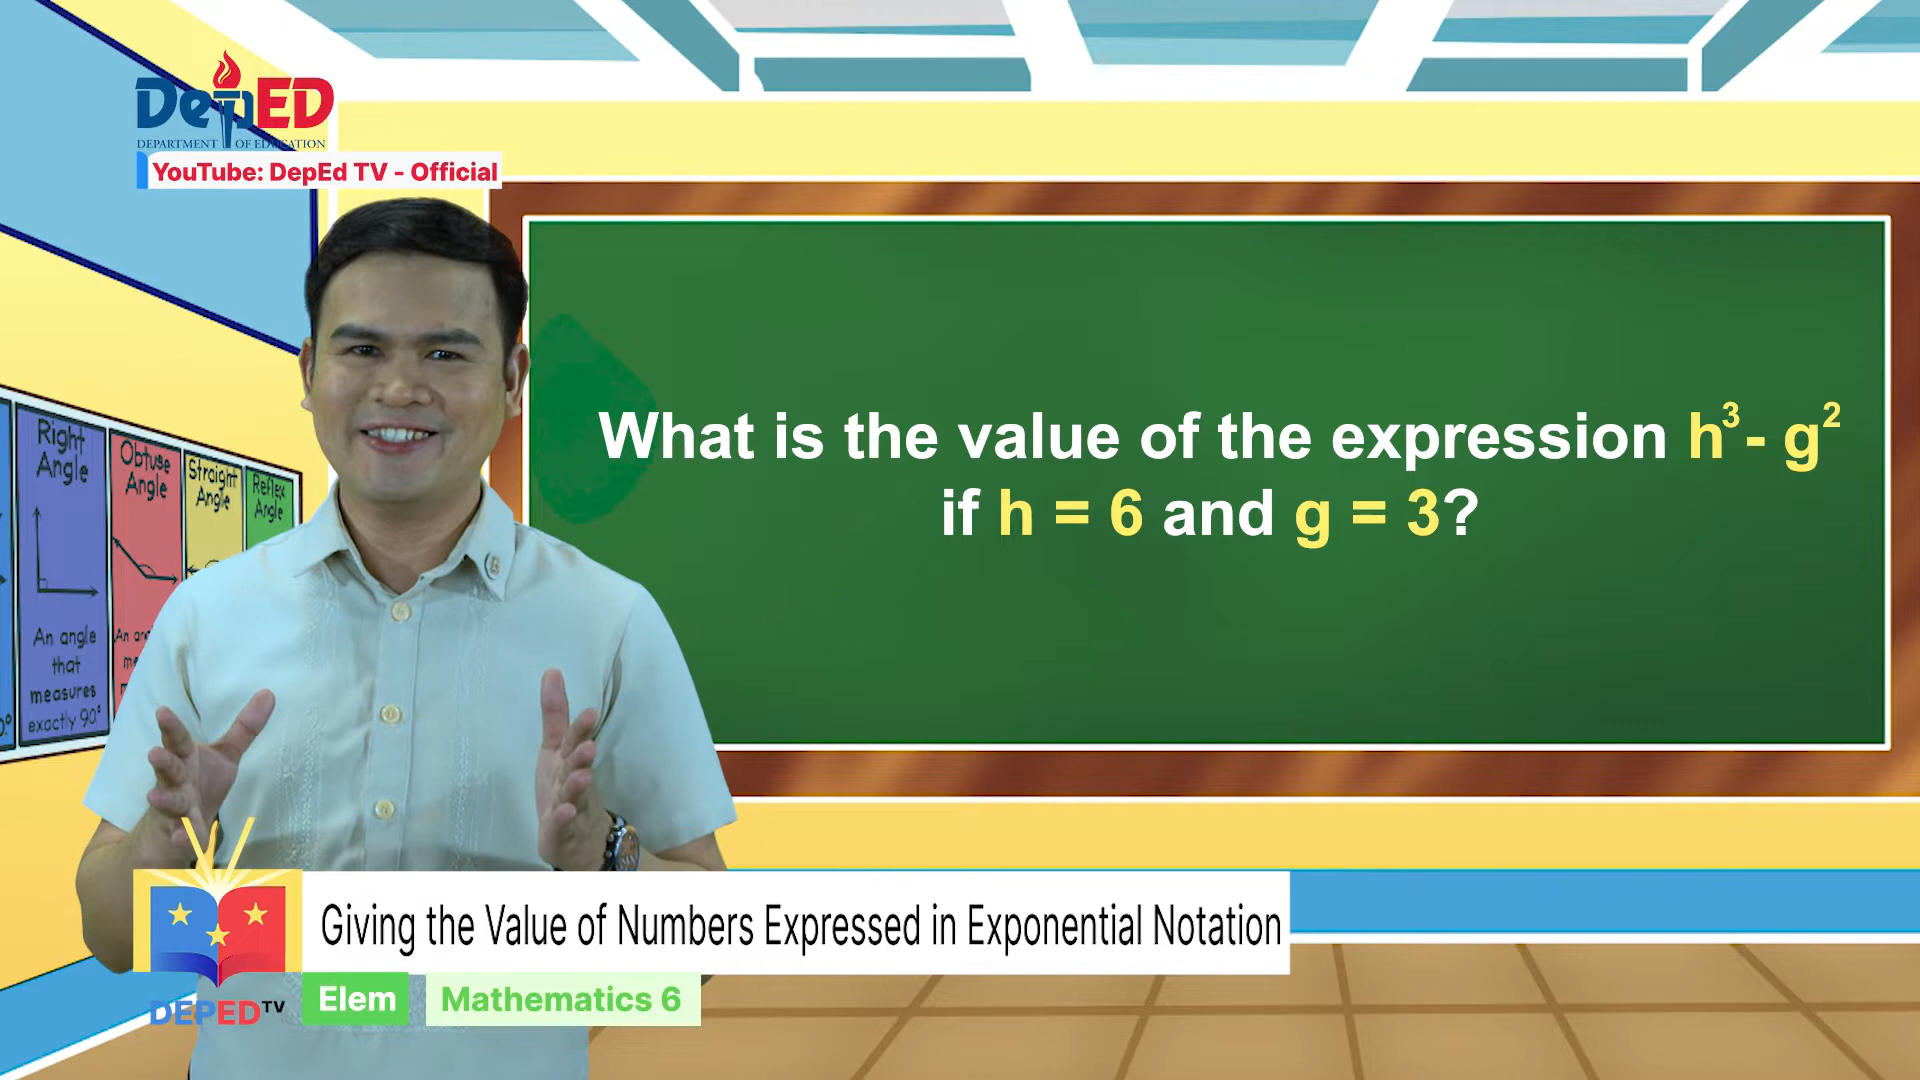 DepED
DEPARTMENT OF EDUCATION
YouTube: DepEd TV - Official
What is the value of the expression h³- g²
if h = 6 and g = 3?
Right
Angle
An angle
that
measures
exactly 90°
Obtuse
Angle
Straight
Angle
Reflex
Angle
Giving the Value of Numbers Expressed in Exponential Notation
DEPED TV
Elem
Mathematics 6